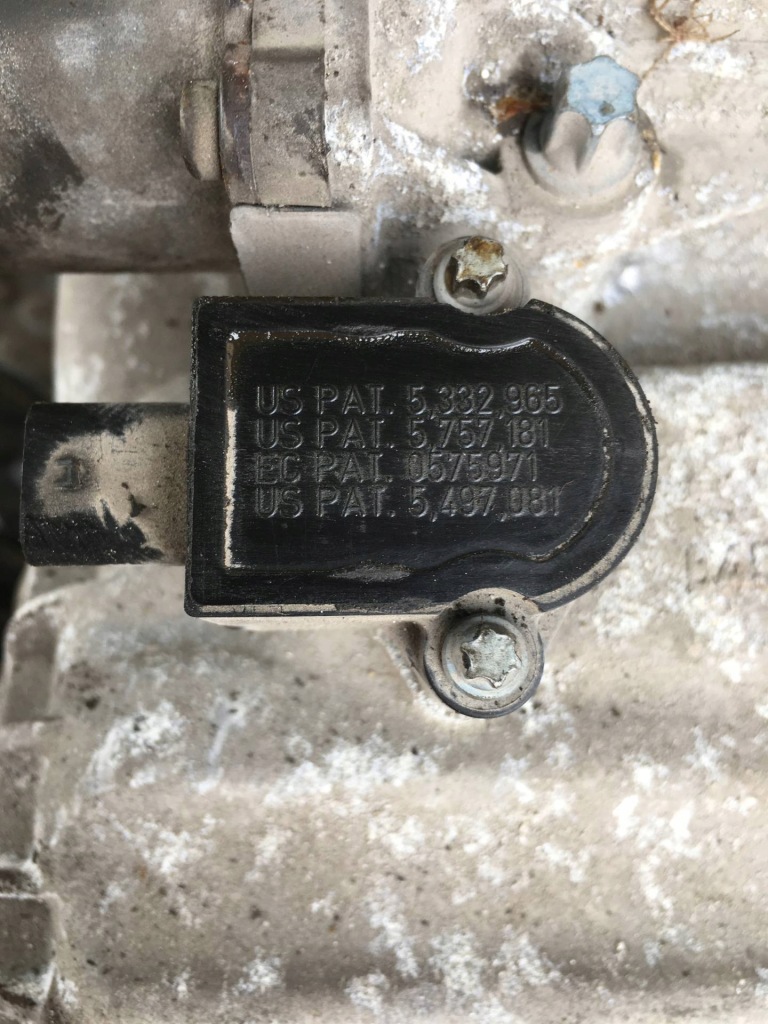 US PAT. 5,332,965
US PAT. 5,757,181
EC PAT. 0575971
US PAT. 5,497,081